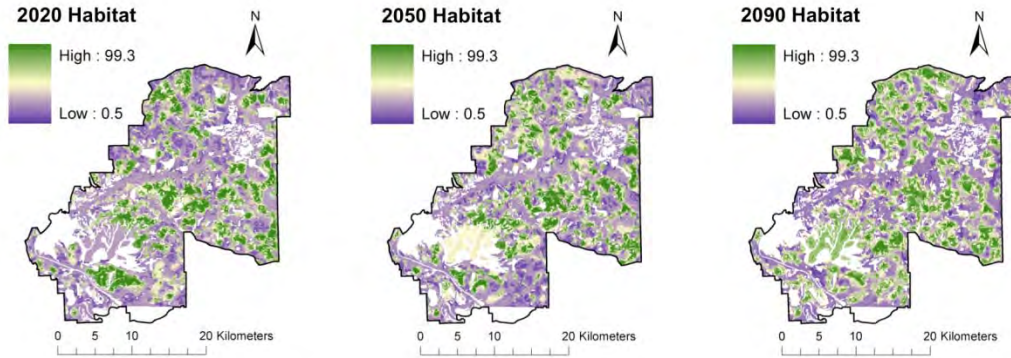 2020 Habitat
N
High : 99.3
Low : 0.5
0 5 10 20 Kilometers
2050 Habitat
N
High : 99.3
Low : 0.5
0 5 10 20 Kilometers
2090 Habitat
N
High : 99.3
Low : 0.5
0 5 10 20 Kilometers